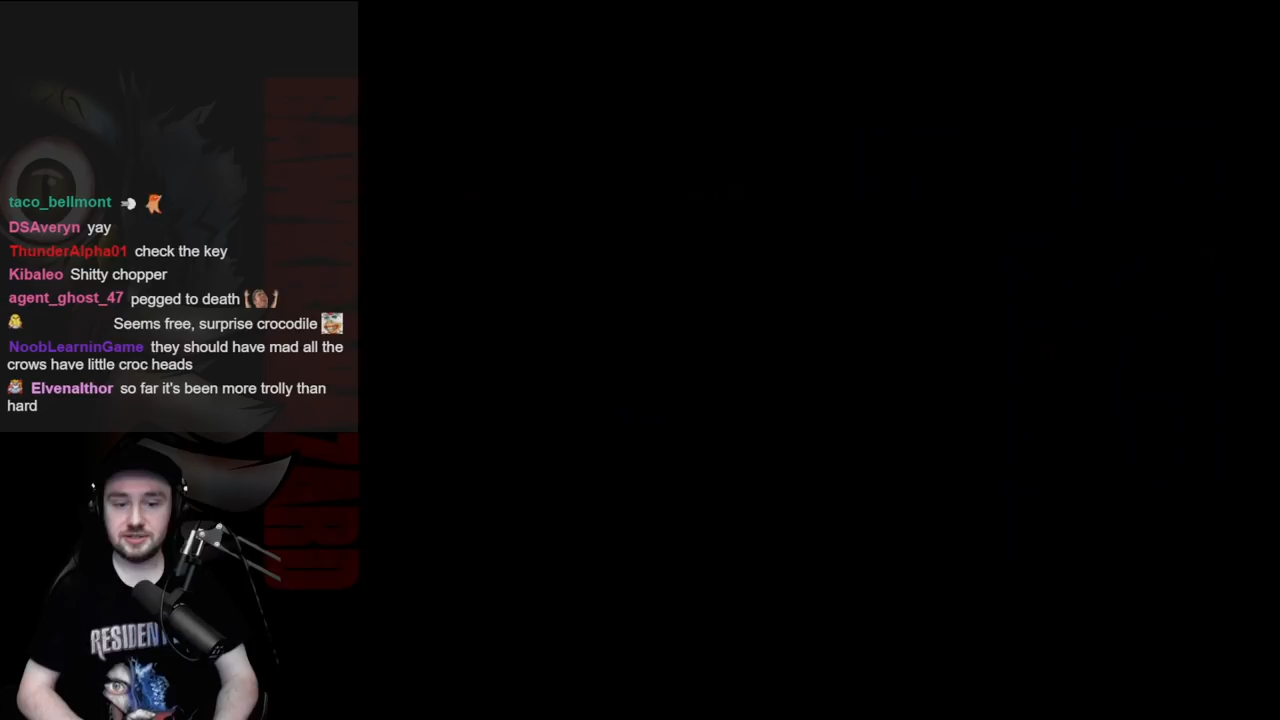 taco_bellmont
DSAveryn yay
ThunderAlpha01 check the key
Kibaleo Shitty chopper
agent_ghost_47 pegged to death
Seems free, surprise crocodile
NoobLearninGame they should have mad all the
crows have little croc heads
Elvenalthor so far it's been more trolly than
hard
RESIDEN